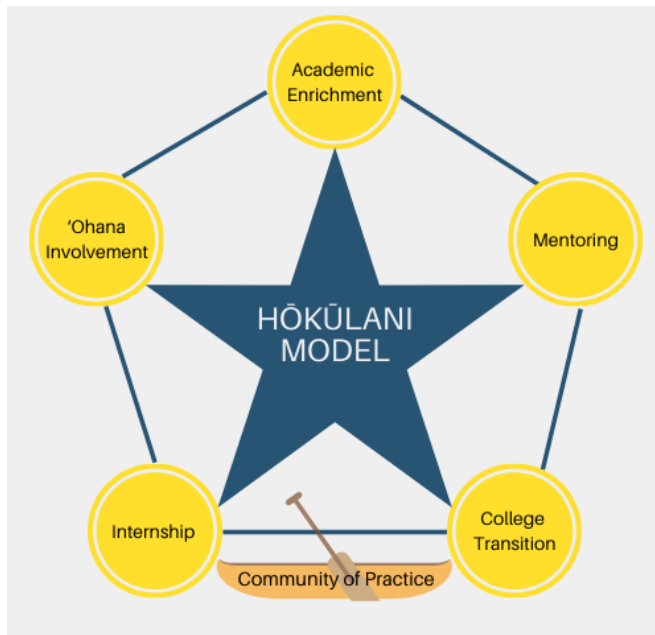 Academic
Enrichment
‘Ohana
Involvement
Mentoring
HŌKŪLANI
MODEL
Internship
College
Transition
Community of Practice